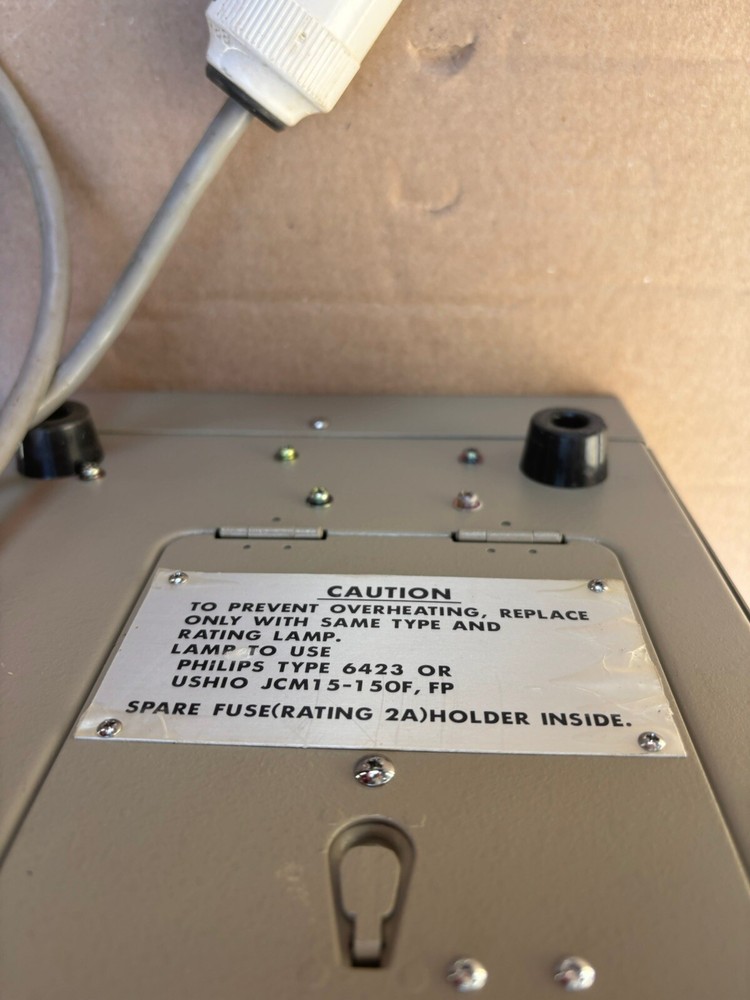 CAUTION
TO PREVENT OVERHEATING, REPLACE
ONLY WITH SAME TYPE AND
RATING LAMP.
LAMP TO USE
PHILIPS TYPE 6423 OR
USHIO JCM15-150F, FP
SPARE FUSE(RATING 2A)HOLDER INSIDE.